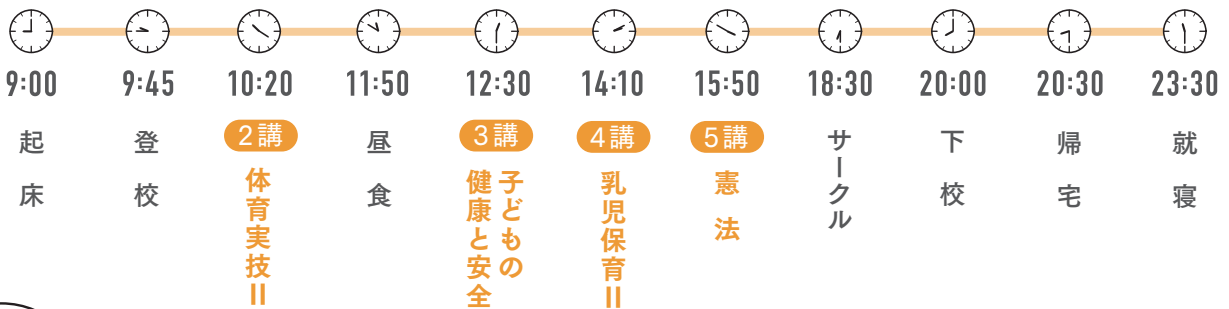 9:00
起床
9:45
登校
10:20
2講
体育実技II
11:50
昼食
12:30
3講
子どもの
健康と安全
14:10
4講
乳児保育II
15:50
5講
憲法
18:30
サークル
20:00
下校
20:30
帰宅
23:30
就寝